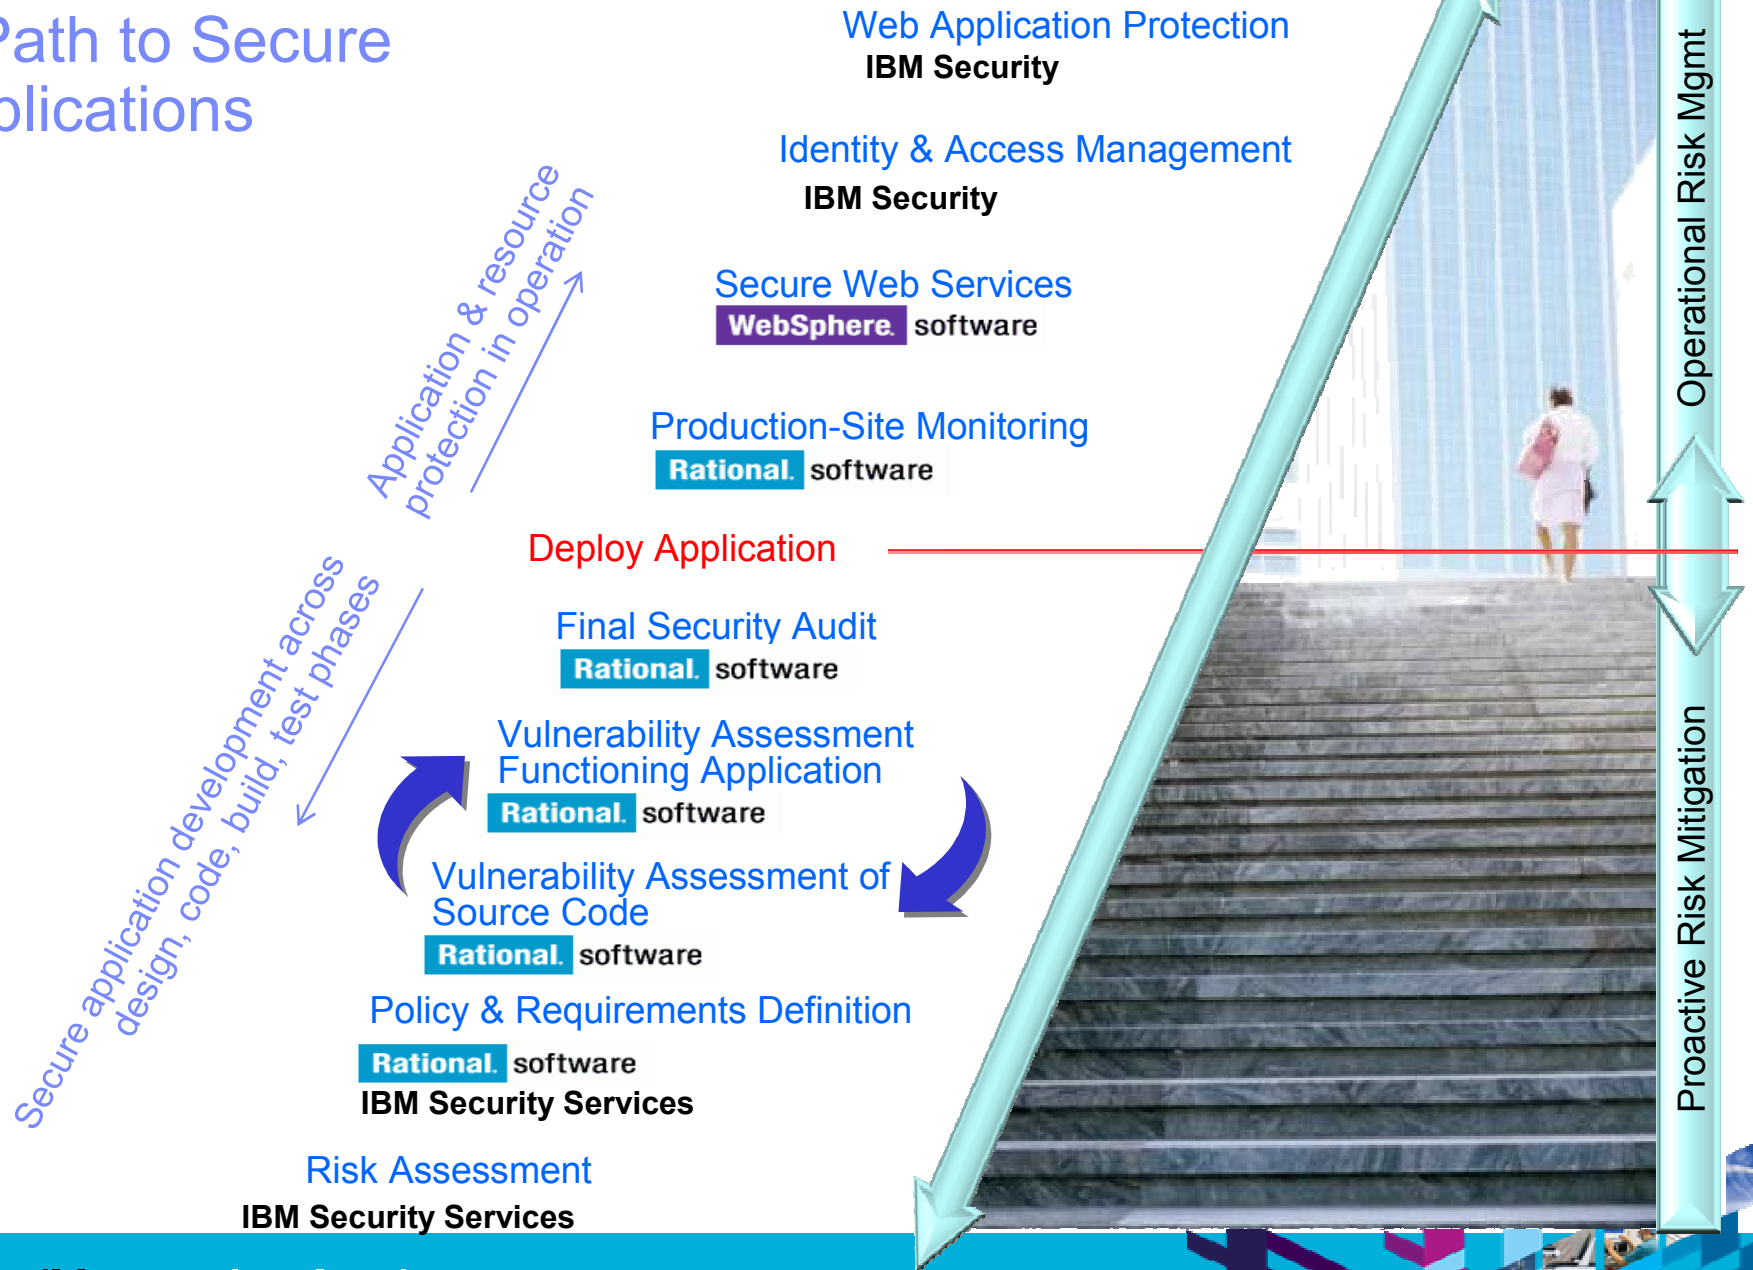 Path to Secure
plications
Web Application Protection
IBM Security
Identity & Access Management
IBM Security
Secure Web Services
WebSphere. software
Production-Site Monitoring
Rational. software
Deploy Application
Final Security Audit
Rational. software
Vulnerability Assessment
Functioning Application
Rational. software
Vulnerability Assessment of
Source Code
Rational. software
Policy & Requirements Definition
Rational. software
IBM Security Services
Risk Assessment
IBM Security Services
Application & resource
protection in operation
Secure application development across
design, code, build, test phases
Operational Risk Mgmt
Proactive Risk Mitigation